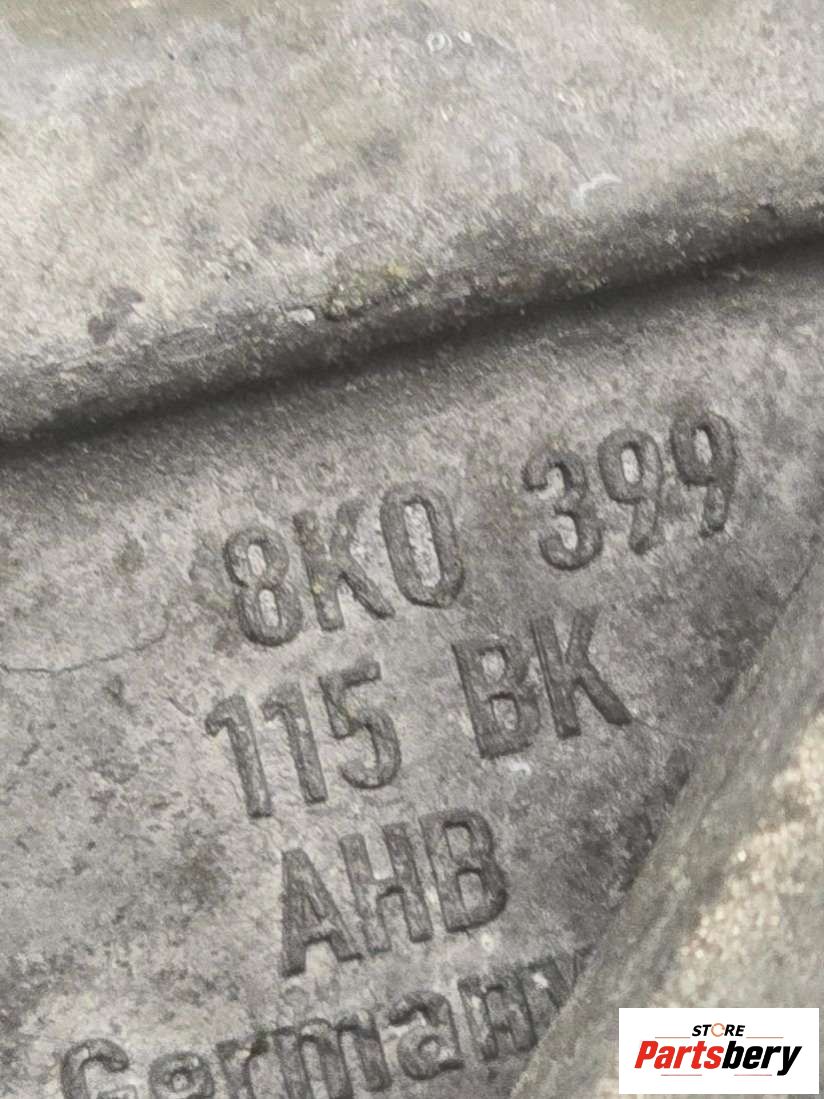 8K0 399
115 BK
AHB
Germany
STORE
Partsbery